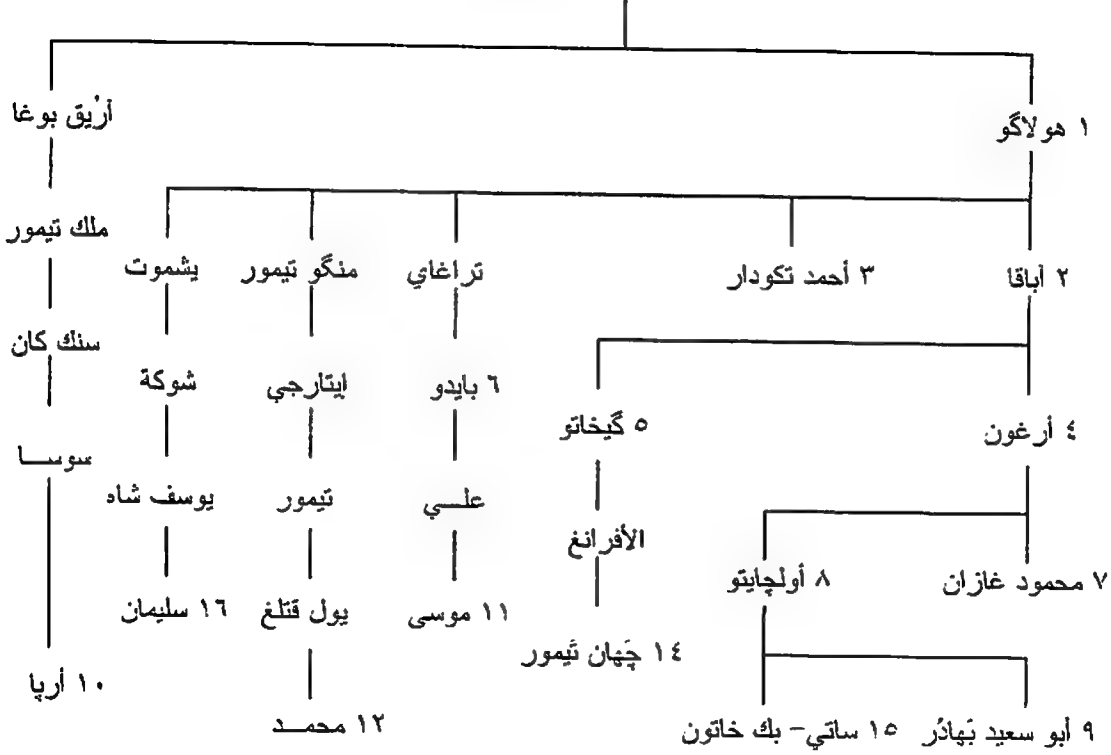 أرْيق بوغا
١ هولاگو
ملك تيمور
يشموت
منگو تيمور
تراغاي
٣ أحمد تكودار
٢ أباقا
سنك كان
شوكة
إيتارجي
٦ بايدو
٥ گيخاتو
٤ أرغون
سوسا
يوسف شاه
تيمور
علي
الأفرانغ
٨ أولجايتو
٧ محمود غازان
١٦ سليمان
يول قتلغ
١١ موسى
١٤ جَهان تَيمور
١٠ أرپا
١٢ محمد
١٥ ساتي- بك خاتون
٩ أبو سعيد بَهادُر